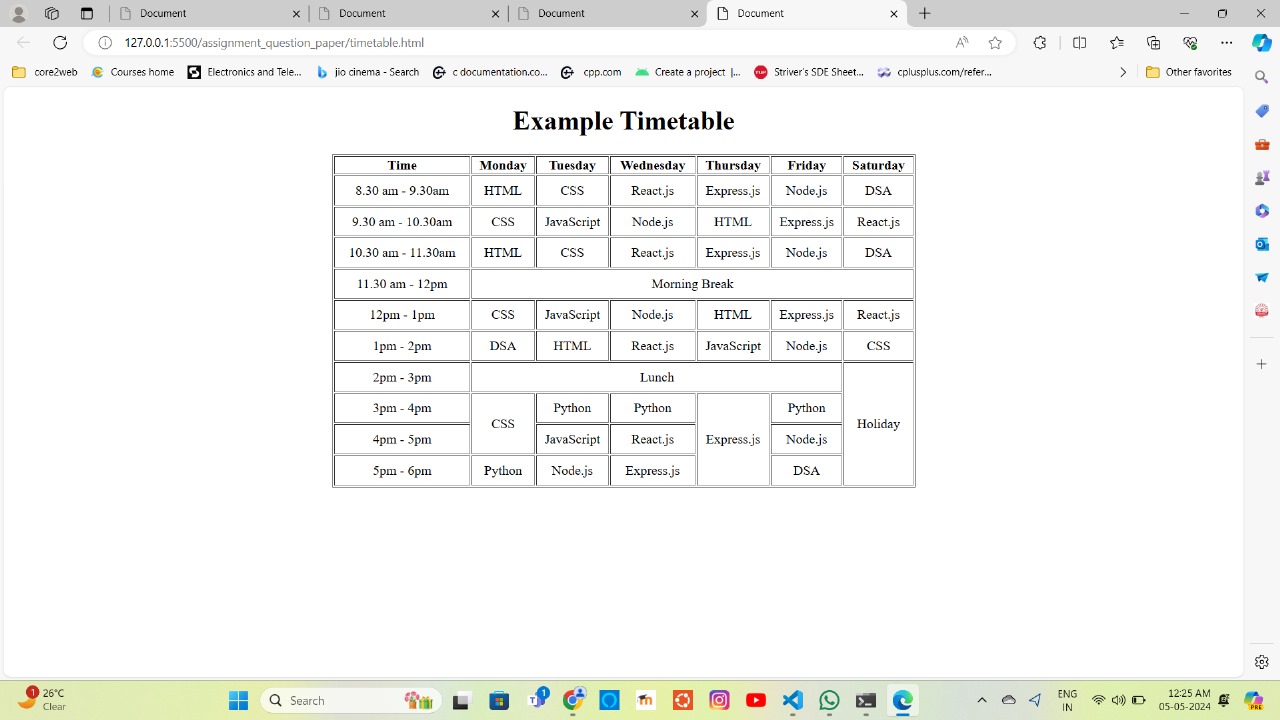 Document Document Document Document
127.0.0.1:5500/assignment_question_paper/timetable.html
core2web Courses home Electronics and Tele... jio cinema - Search c documentation.co... cpp.com Create a project |... Striver's SDE Sheet... cplusplus.com/refer... Other favorites
Example Timetable
Time Monday Tuesday Wednesday Thursday Friday Saturday
8.30 am - 9.30am HTML CSS React.js Express.js Node.js DSA
9.30 am - 10.30am CSS JavaScript Node.js HTML Express.js React.js
10.30 am - 11.30am HTML CSS React.js Express.js Node.js DSA
11.30 am - 12pm Morning Break
12pm - 1pm CSS JavaScript Node.js HTML Express.js React.js
1pm - 2pm DSA HTML React.js JavaScript Node.js CSS
2pm - 3pm Lunch
3pm - 4pm Python Python Python
CSS Holiday
4pm - 5pm JavaScript React.js Express.js Node.js
5pm - 6pm Python Node.js Express.js DSA
1 26°C
Clear
Search
1
ENG
IN
12:25 AM
05-05-2024
PRE